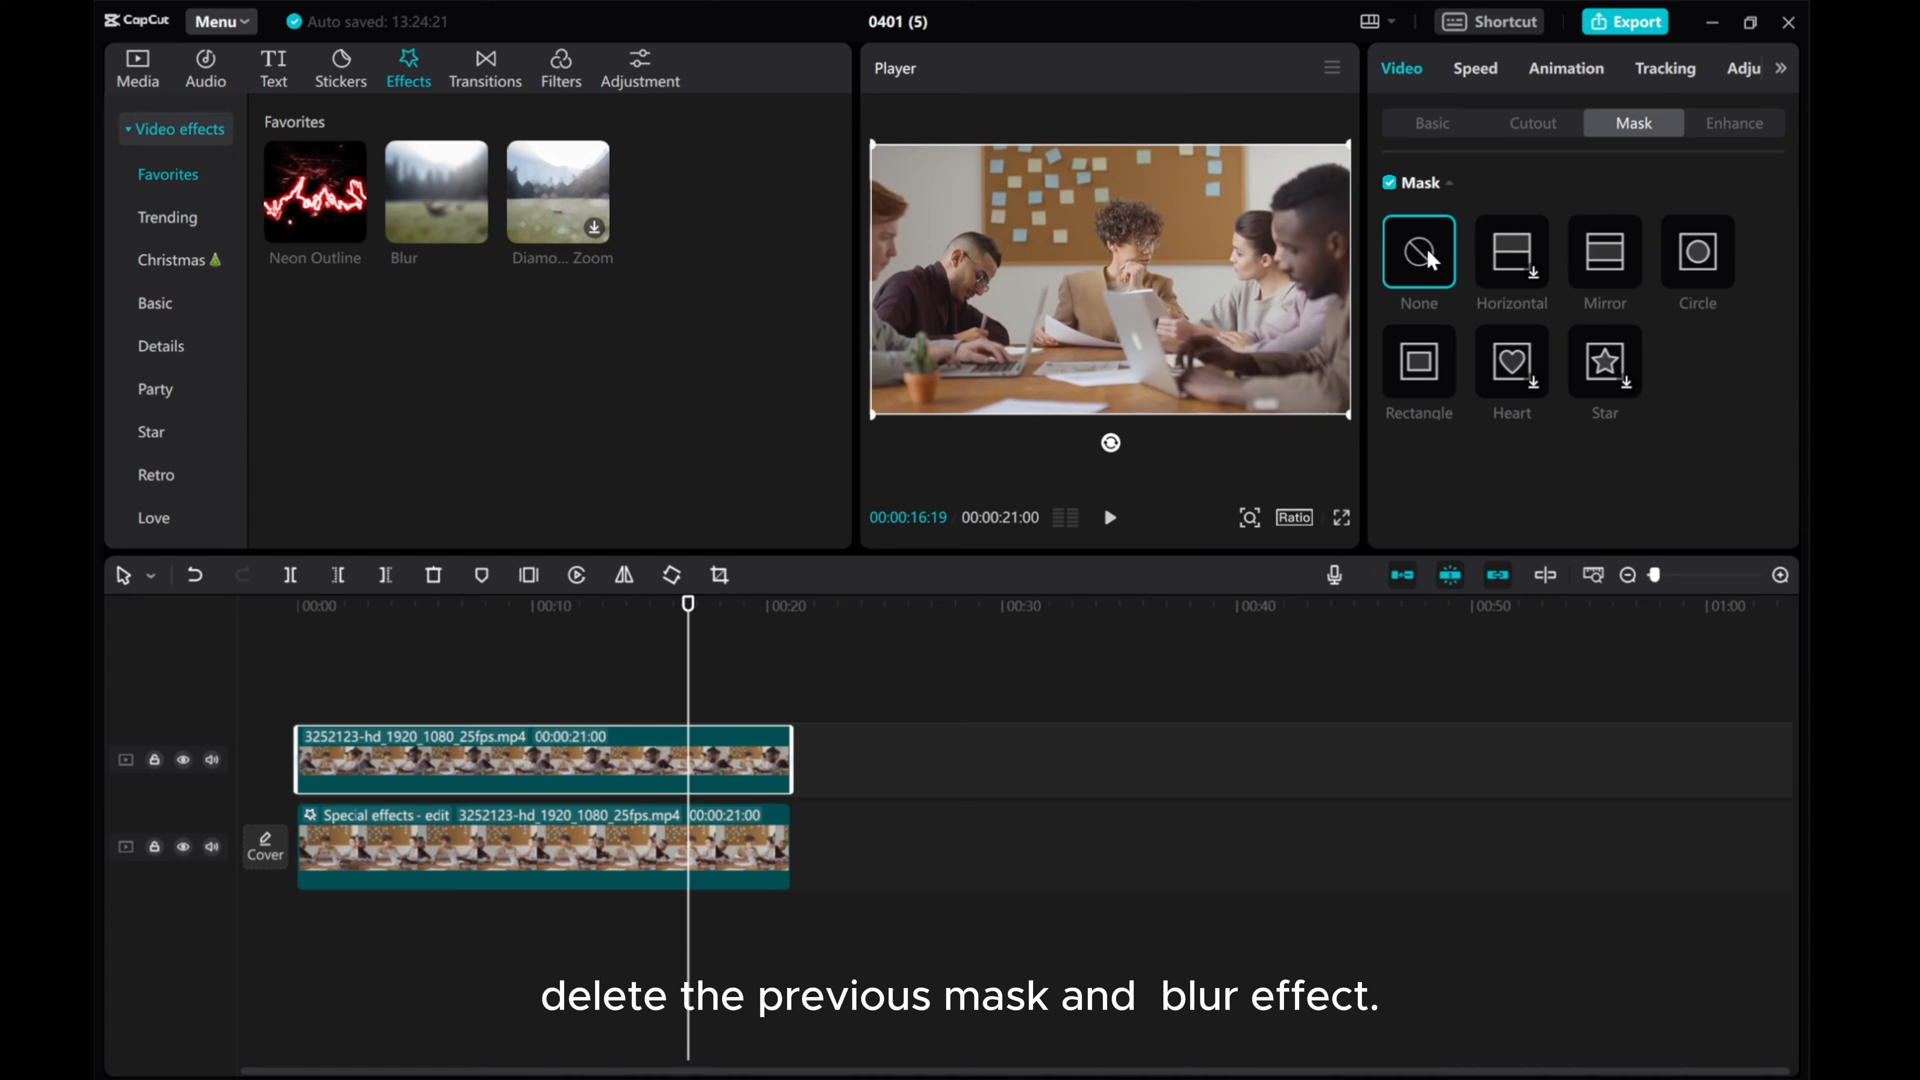 CapCut
Menu
Auto saved: 13:24:21
0401 (5)
Shortcut
Export
Media
Audio
TI
Text
Stickers
Effects
Transitions
Filters
Adjustment
Player
Video
Speed
Animation
Tracking
Adju
Video effects
Favorites
Trending
Christmas
Basic
Details
Party
Star
Retro
Love
Favorites
Neon Outline
Blur
Diamo... Zoom
00:00:16:19
00:00:21:00
Ratio
Basic
Cutout
Mask
Enhance
Mask
None
Horizontal
Mirror
Circle
Rectangle
Heart
Star
00:00
00:10
00:20
00:30
00:40
00:50
01:00
3252123-hd_1920_1080_25fps.mp4 00:00:21:00
Special effects - edit 3252123-hd_1920_1080_25fps.mp4 00:00:21:00
Cover
delete the previous mask and blur effect.